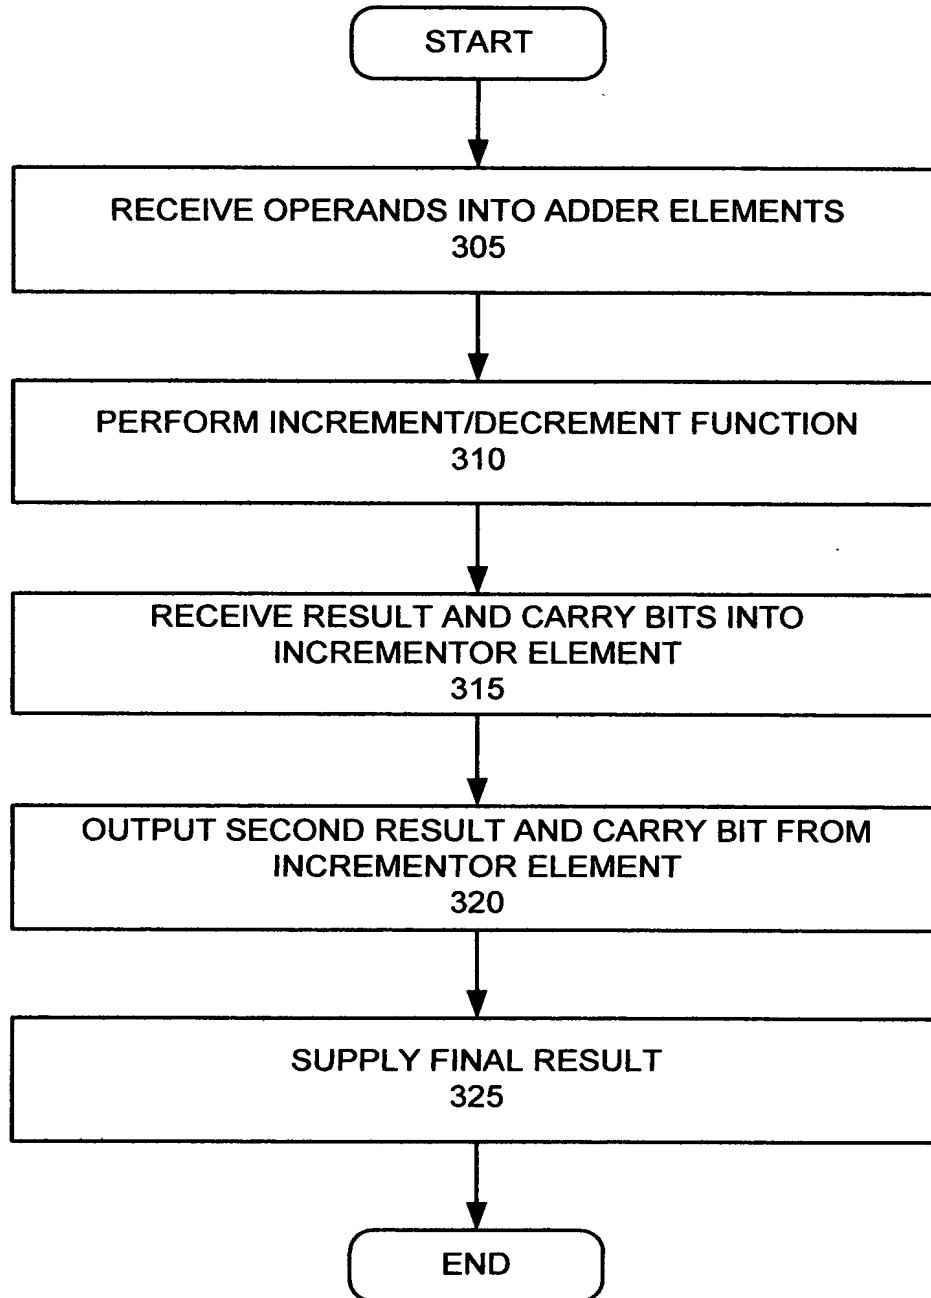 START
RECEIVE OPERANDS INTO ADDER ELEMENTS
305
PERFORM INCREMENT/DECREMENT FUNCTION
310
RECEIVE RESULT AND CARRY BITS INTO
INCREMENTOR ELEMENT
315
OUTPUT SECOND RESULT AND CARRY BIT FROM
INCREMENTOR ELEMENT
320
SUPPLY FINAL RESULT
325
END